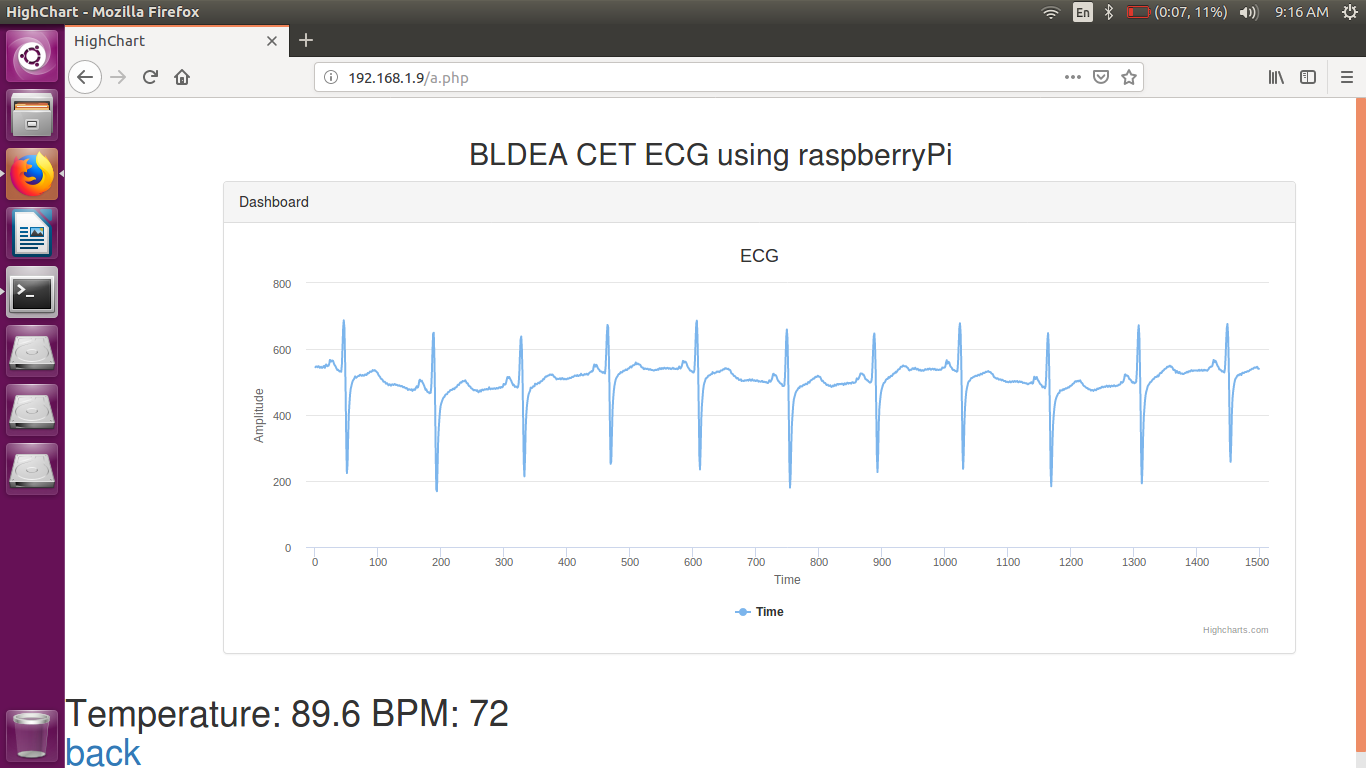 HighChart - Mozilla Firefox
En
(0:07, 11%)
9:16 AM
HighChart
192.168.1.9/a.php
BLDEA CET ECG using raspberryPi
Dashboard
ECG
800
600
400
200
0
Amplitude
0 100 200 300 400 500 600 700 800 900 1000 1100 1200 1300 1400 1500
Time
Time
Highcharts.com
Temperature: 89.6 BPM: 72
back